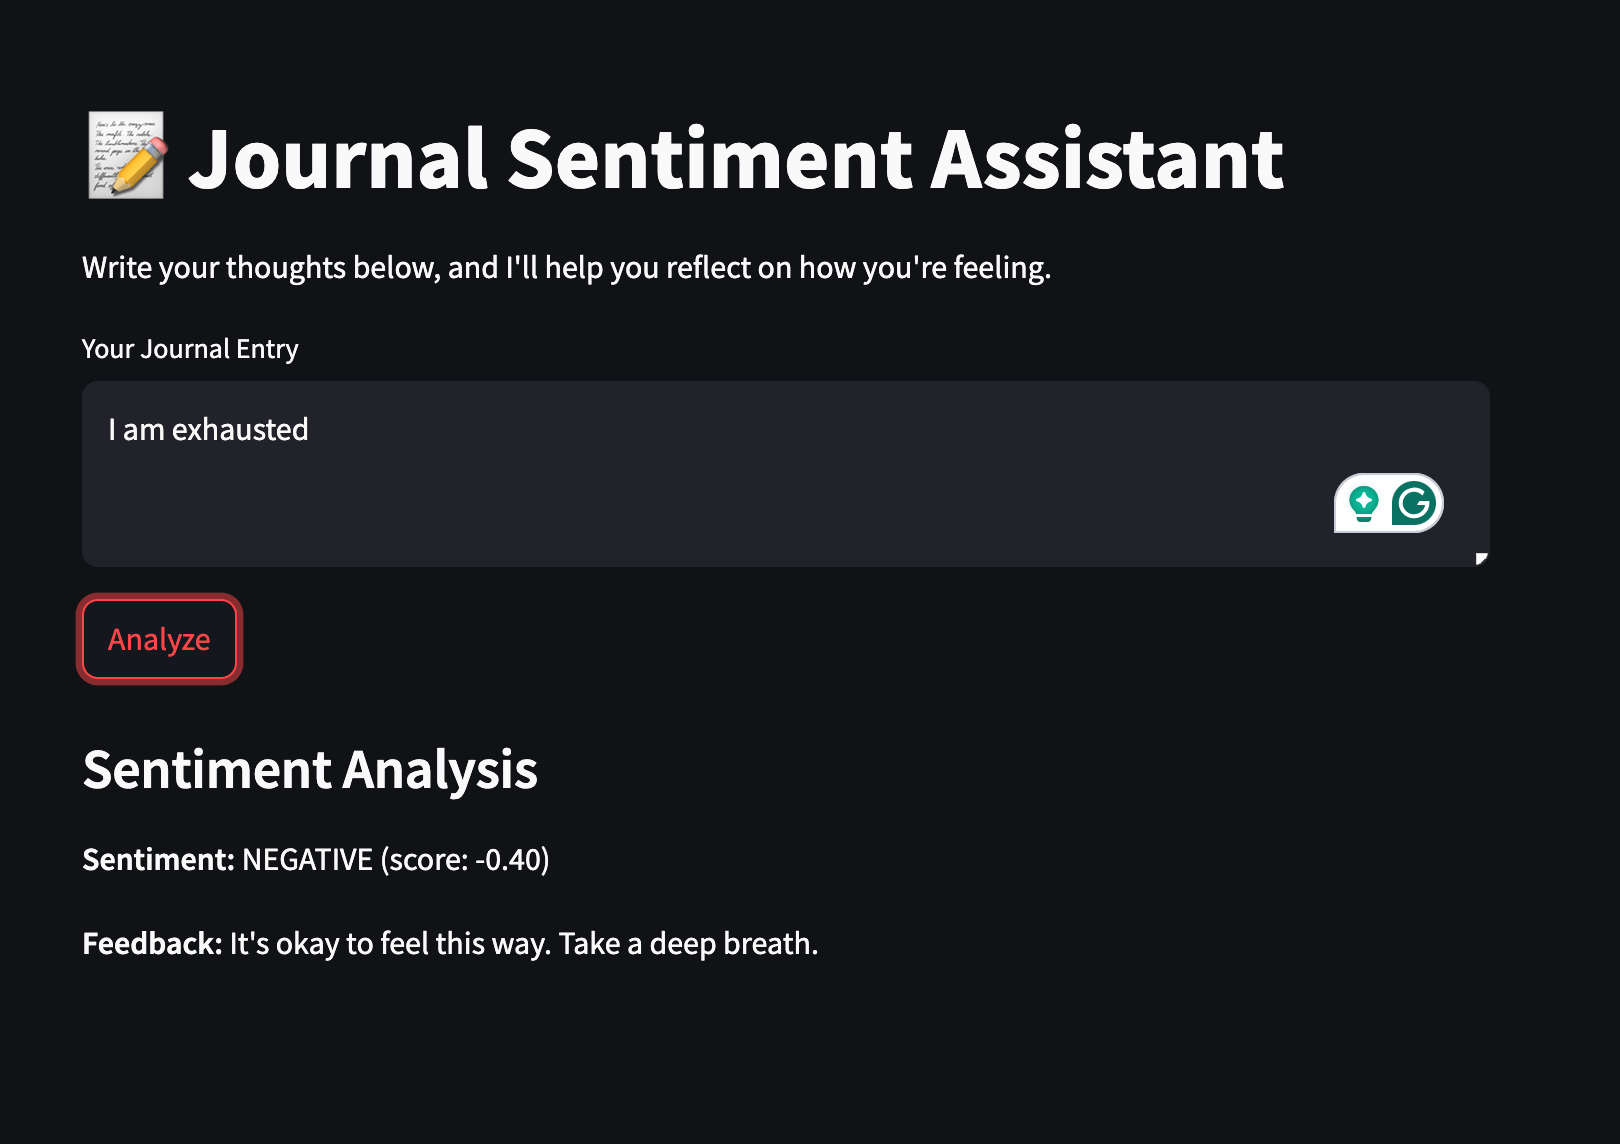 Journal Sentiment Assistant
Write your thoughts below, and I'll help you reflect on how you're feeling.
Your Journal Entry
I am exhausted
Analyze
Sentiment Analysis
Sentiment: NEGATIVE (score: -0.40)
Feedback: It's okay to feel this way. Take a deep breath.